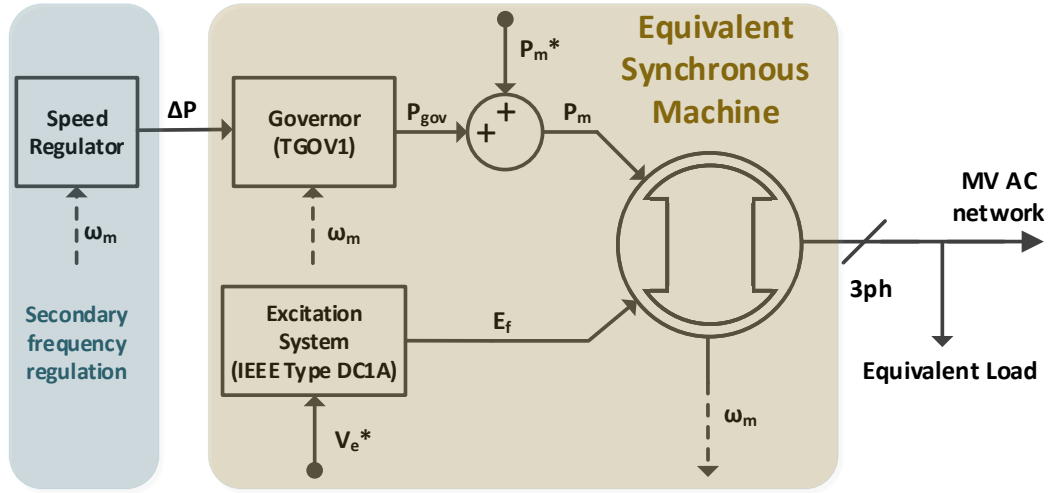 Speed
Regulator
ωm
Secondary
frequency
regulation
ΔP
Governor
(TGOV1)
ωm
Pgov
Pm*
+
+
Pm
Equivalent
Synchronous
Machine
Excitation
System
(IEEE Type DC1A)
Ve*
Ef
ωm
3ph
MV AC
network
Equivalent Load